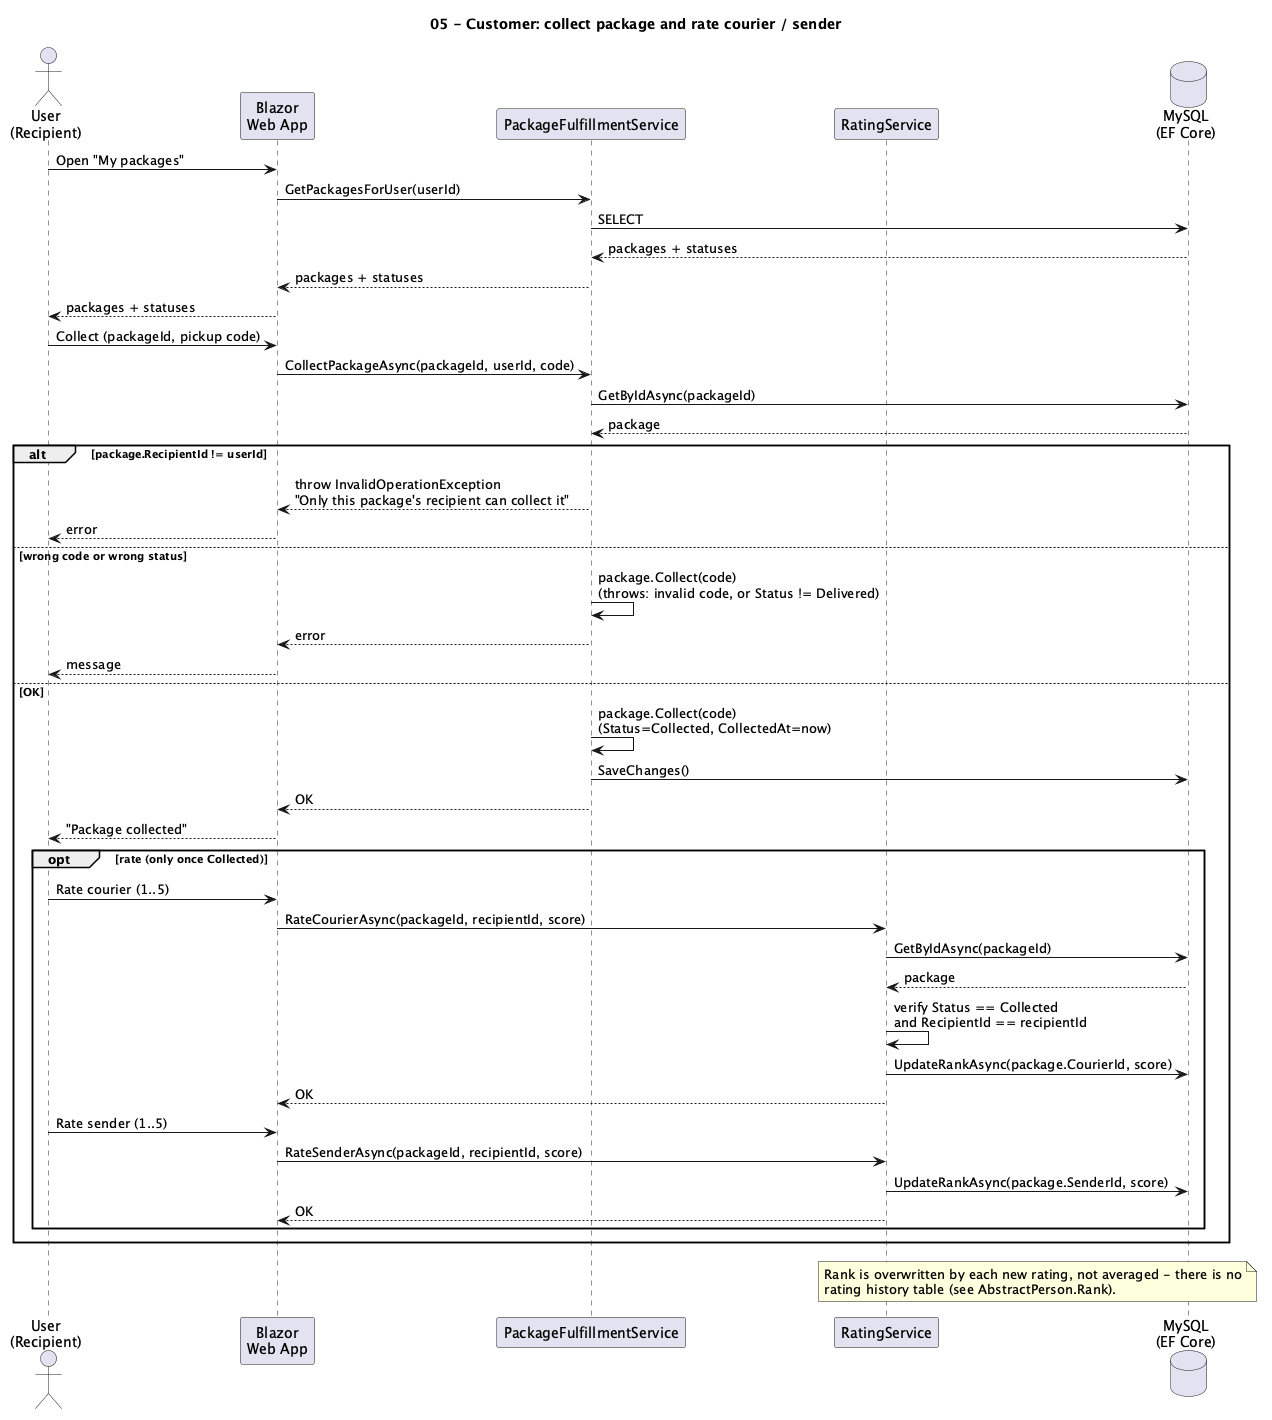 05 – Customer: collect package and rate courier / sender
User
(Recipient)
Blazor
Web App
PackageFulfillmentService
RatingService
MySQL
(EF Core)
Open "My packages"
GetPackagesForUser(userId)
SELECT
packages + statuses
packages + statuses
packages + statuses
Collect (packageId, pickup code)
CollectPackageAsync(packageId, userId, code)
GetByIdAsync(packageId)
package
alt
[package.RecipientId != userId]
throw InvalidOperationException
"Only this package's recipient can collect it"
error
[wrong code or wrong status]
package.Collect(code)
(throws: invalid code, or Status != Delivered)
error
message
[OK]
package.Collect(code)
(Status=Collected, CollectedAt=now)
SaveChanges()
OK
"Package collected"
opt
[rate (only once Collected)]
Rate courier (1..5)
RateCourierAsync(packageId, recipientId, score)
GetByIdAsync(packageId)
package
verify Status == Collected
and RecipientId == recipientId
UpdateRankAsync(package.CourierId, score)
OK
Rate sender (1..5)
RateSenderAsync(packageId, recipientId, score)
UpdateRankAsync(package.SenderId, score)
OK
Rank is overwritten by each new rating, not averaged – there is no
rating history table (see AbstractPerson.Rank).
User
(Recipient)
Blazor
Web App
PackageFulfillmentService
RatingService
MySQL
(EF Core)